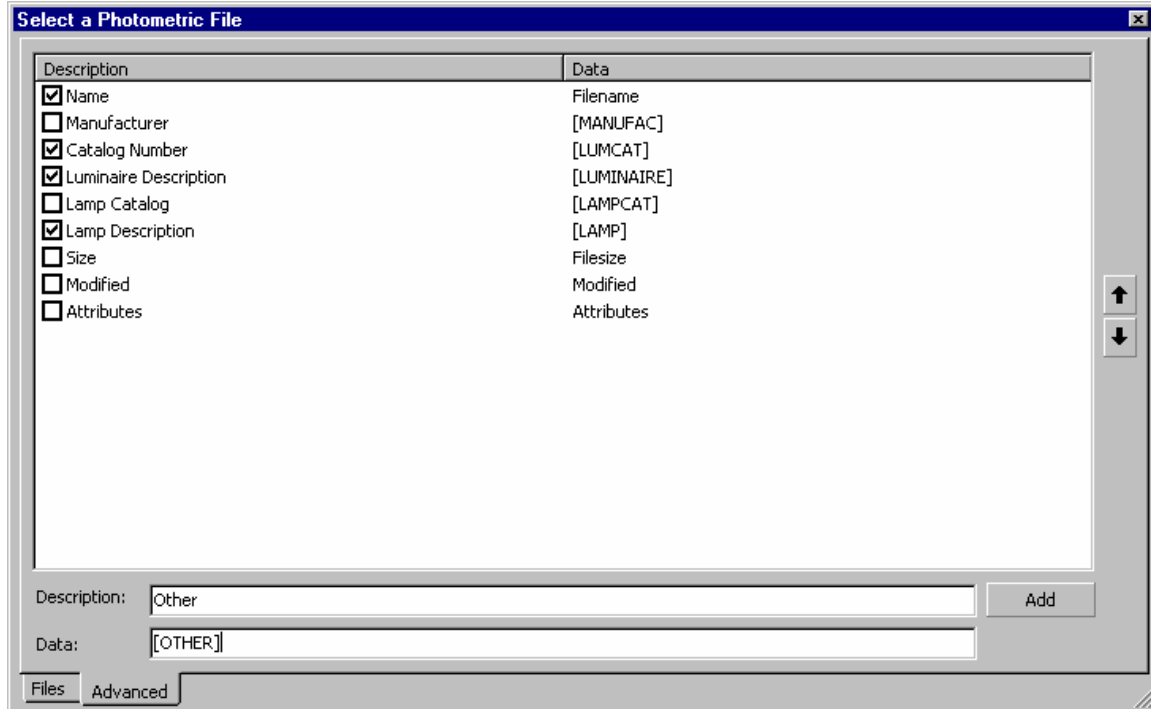 Select a Photometric File
Description Data
Name Filename
Manufacturer [MANUFAC]
Catalog Number [LUMCAT]
Luminaire Description [LUMINAIRE]
Lamp Catalog [LAMPCAT]
Lamp Description [LAMP]
Size Filesize
Modified Modified
Attributes Attributes
Description: Other Add
Data: [OTHER]
Files Advanced